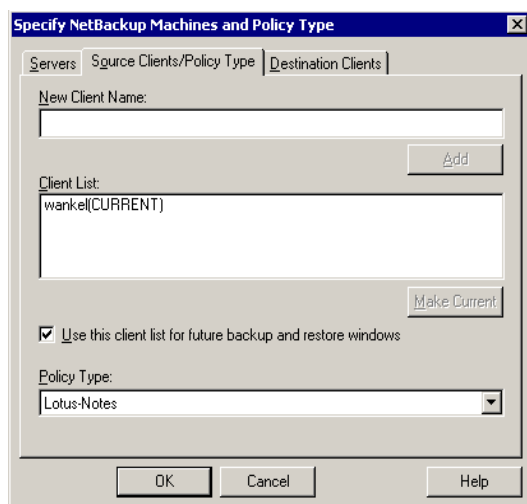 Specify NetBackup Machines and Policy Type
Servers Source Clients/Policy Type Destination Clients
New Client Name:
Add
Client List:
wankel(CURRENT)
Make Current
Use this client list for future backup and restore windows
Policy Type:
Lotus-Notes
OK Cancel Help